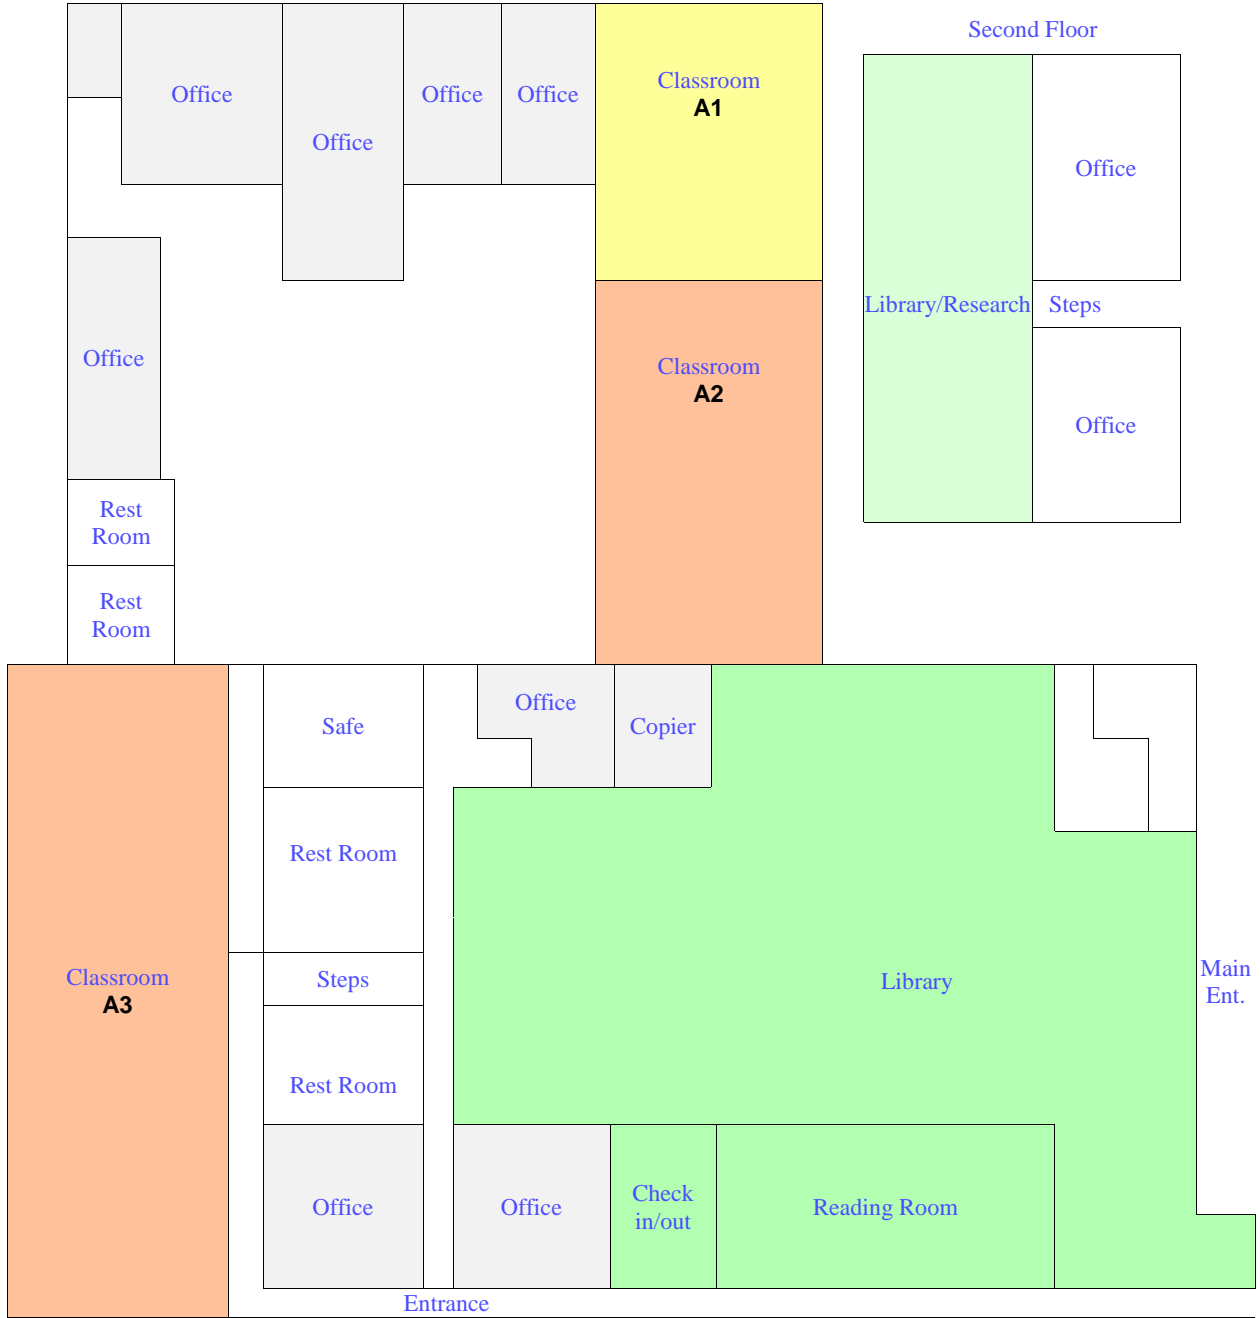 Second Floor
Office
Office
Office
Office
Classroom
A1
Office
Library/Research
Steps
Office
Classroom
A2
Office
Rest
Room
Rest
Room
Safe
Office
Copier
Rest Room
Classroom
A3
Steps
Library
Main
Ent.
Rest Room
Office
Office
Check
in/out
Reading Room
Entrance